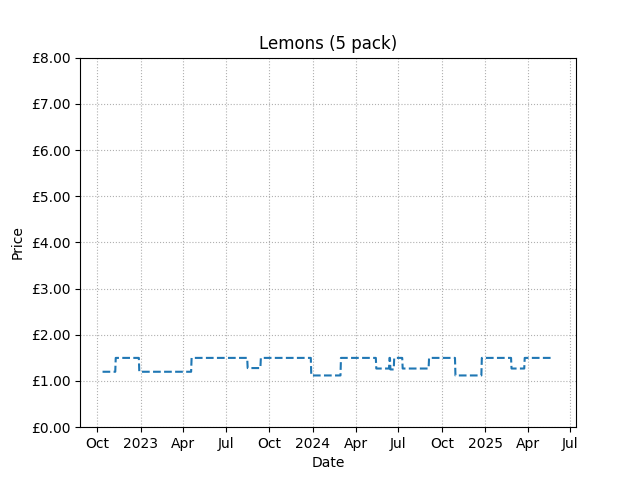 Lemons (5 pack)
£8.00
£7.00
£6.00
£5.00
£4.00
£3.00
£2.00
£1.00
£0.00
Price
Oct 2023 Apr Jul Oct 2024 Apr Jul Oct 2025 Apr Jul
Date